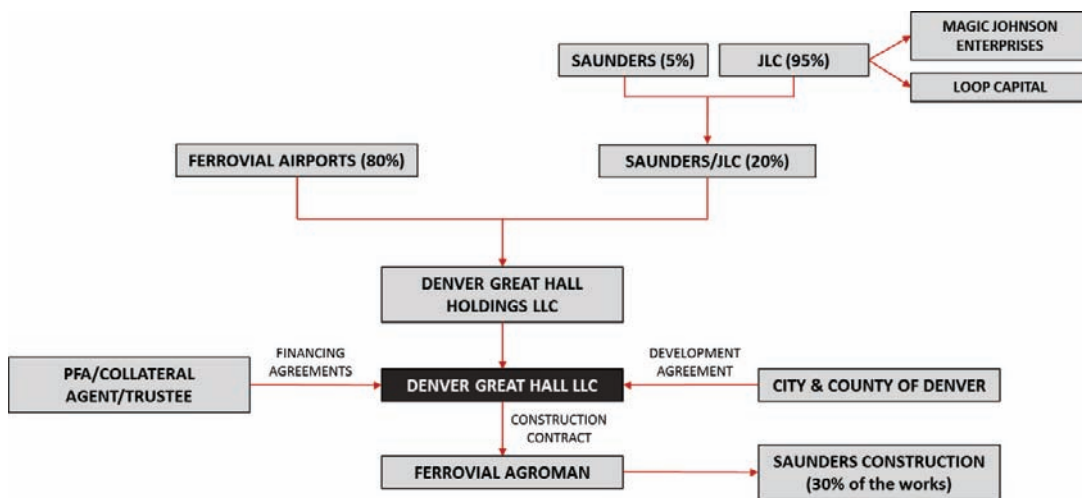 MAGIC JOHNSON
ENTERPRISES
SAUNDERS (5%)
JLC (95%)
LOOP CAPITAL
FERROVIAL AIRPORTS (80%)
SAUNDERS/JLC (20%)
DENVER GREAT HALL
HOLDINGS LLC
PFA/COLLATERAL
AGENT/TRUSTEE
FINANCING
AGREEMENTS
DENVER GREAT HALL LLC
DEVELOPMENT
AGREEMENT
CITY & COUNTY OF DENVER
CONSTRUCTION
CONTRACT
FERROVIAL AGROMAN
SAUNDERS CONSTRUCTION
(30% of the works)